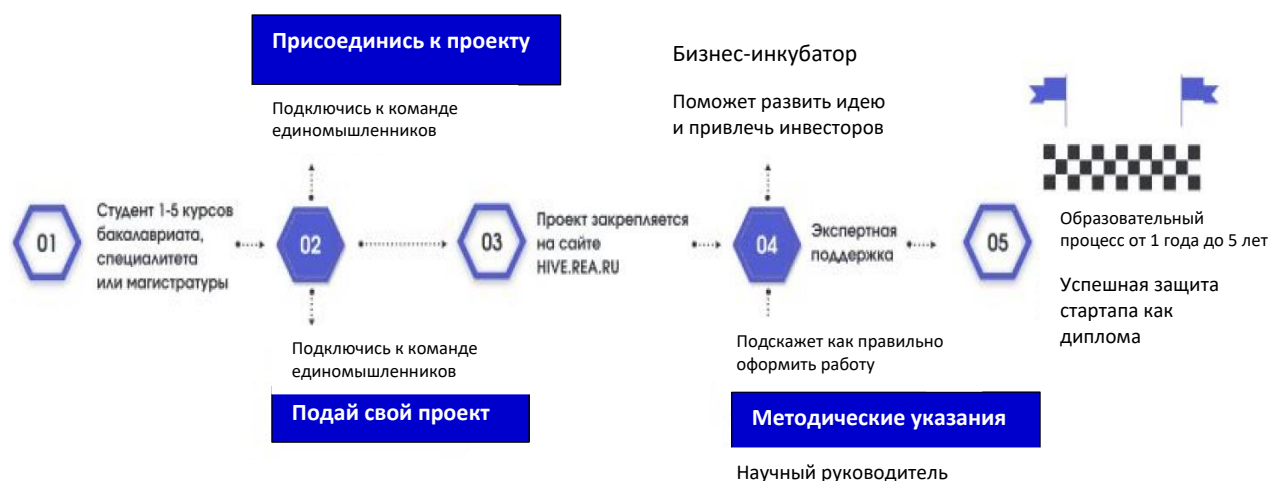 Присоединись к проекту
Подключись к команде
единомышленников
Бизнес-инкубатор
Поможет развить идею
и привлечь инвесторов
01
Студент 1-5 курсов
бакалавриата,
специалитета
или магистратуры
02
03
Проект закрепляется
на сайте
HIVE.REA.RU
04
Экспертная
поддержка
05
Образовательный
процесс от 1 года до 5 лет
Успешная защита
стартапа как
диплома
Подключись к команде
единомышленников
Подай свой проект
Подскажет как правильно
оформить работу
Методические указания
Научный руководитель